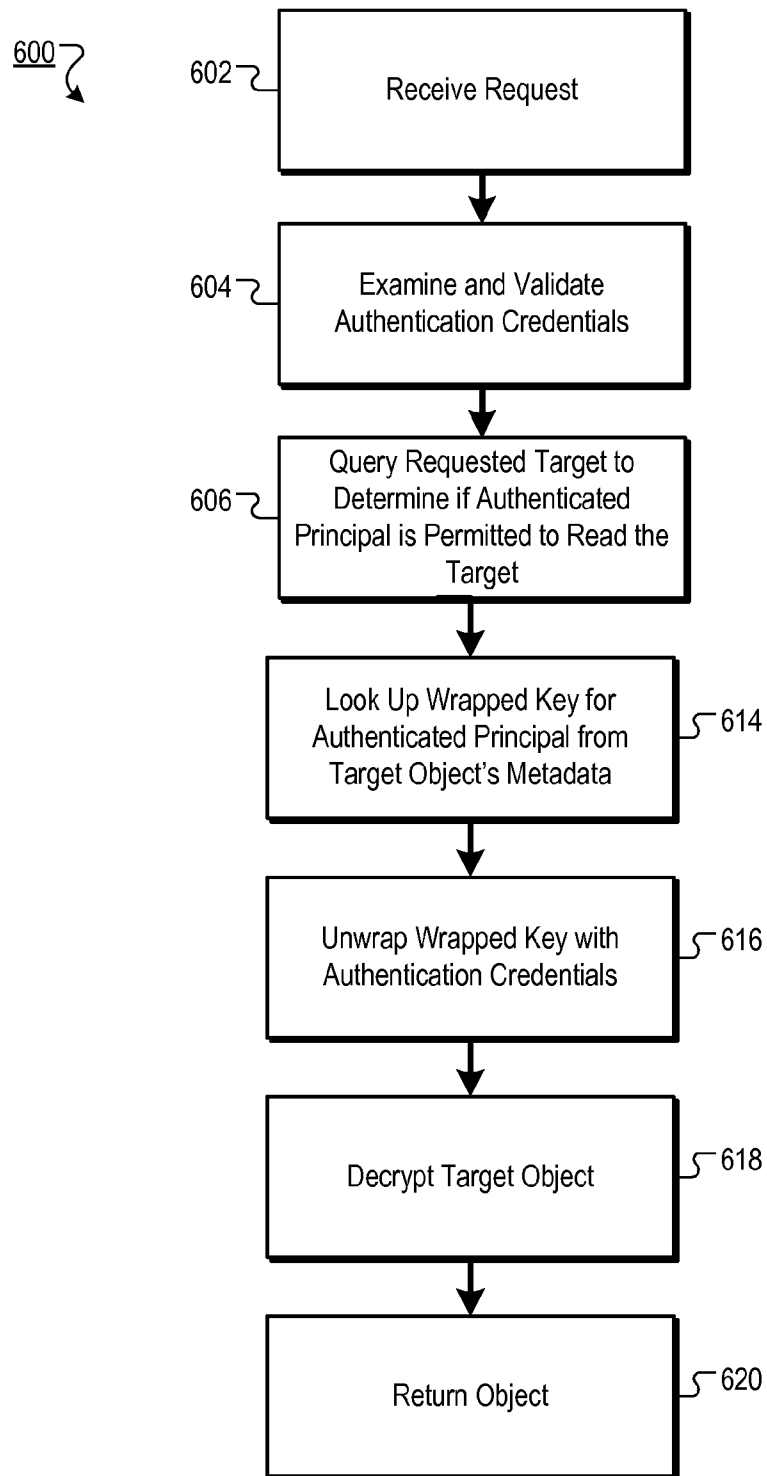 600
602
Receive Request
604
Examine and Validate
Authentication Credentials
606
Query Requested Target to
Determine if Authenticated
Principal is Permitted to Read the
Target
Look Up Wrapped Key for
Authenticated Principal from
Target Object's Metadata
614
Unwrap Wrapped Key with
Authentication Credentials
616
Decrypt Target Object
618
Return Object
620